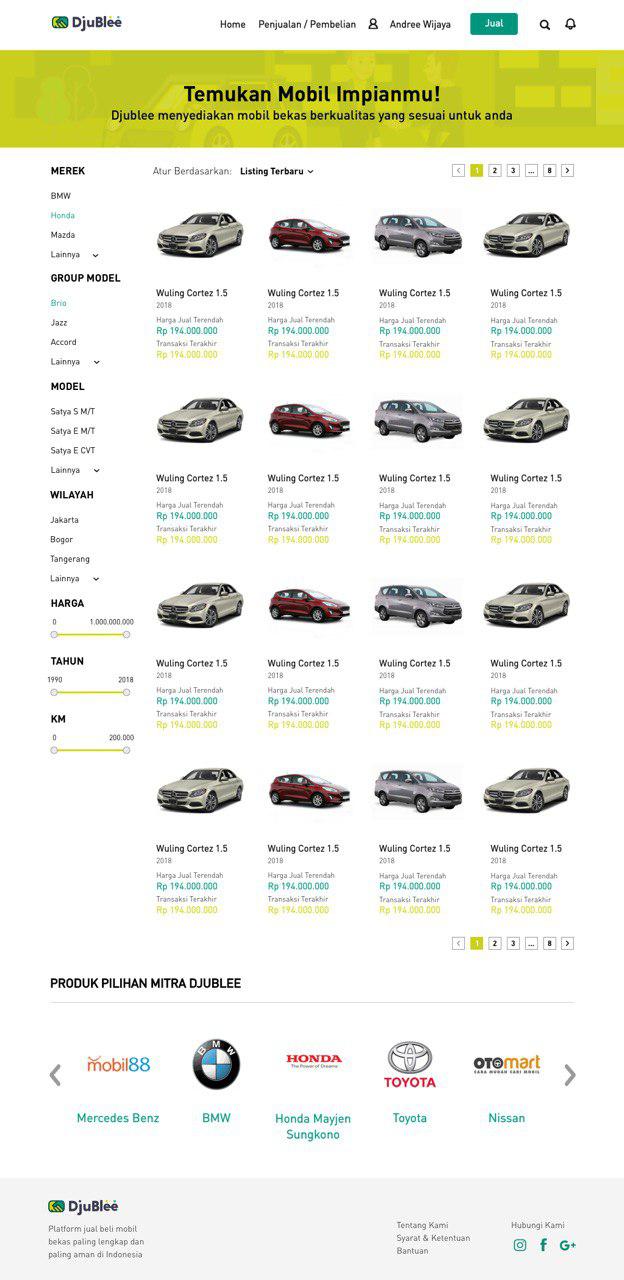 DjuBlee
Home Penjualan / Pembelian Andree Wijaya Jual
Temukan Mobil Impianmu!
Djublee menyediakan mobil bekas berkualitas yang sesuai untuk anda
MEREK
BMW
Honda
Mazda
Lainnya
GROUP MODEL
Brio
Jazz
Accord
Lainnya
MODEL
Satya S M/T
Satya E M/T
Satya E CVT
Lainnya
WILAYAH
Jakarta
Bogor
Tangerang
Lainnya
HARGA
0 1.000.000.000
TAHUN
1990 2018
KM
0 200.000
Atur Berdasarkan: Listing Terbaru
< 1 2 3 ... 8 >
Wuling Cortez 1.5 Wuling Cortez 1.5 Wuling Cortez 1.5 Wuling Cortez 1.5
2018 2018 2018 2018
Harga Jual Terendah Harga Jual Terendah Harga Jual Terendah Harga Jual Terendah
Rp 194.000.000 Rp 194.000.000 Rp 194.000.000 Rp 194.000.000
Transaksi Terakhir Transaksi Terakhir Transaksi Terakhir Transaksi Terakhir
Rp 194.000.000 Rp 194.000.000 Rp 194.000.000 Rp 194.000.000
Wuling Cortez 1.5 Wuling Cortez 1.5 Wuling Cortez 1.5 Wuling Cortez 1.5
2018 2018 2018 2018
Harga Jual Terendah Harga Jual Terendah Harga Jual Terendah Harga Jual Terendah
Rp 194.000.000 Rp 194.000.000 Rp 194.000.000 Rp 194.000.000
Transaksi Terakhir Transaksi Terakhir Transaksi Terakhir Transaksi Terakhir
Rp 194.000.000 Rp 194.000.000 Rp 194.000.000 Rp 194.000.000
Wuling Cortez 1.5 Wuling Cortez 1.5 Wuling Cortez 1.5 Wuling Cortez 1.5
2018 2018 2018 2018
Harga Jual Terendah Harga Jual Terendah Harga Jual Terendah Harga Jual Terendah
Rp 194.000.000 Rp 194.000.000 Rp 194.000.000 Rp 194.000.000
Transaksi Terakhir Transaksi Terakhir Transaksi Terakhir Transaksi Terakhir
Rp 194.000.000 Rp 194.000.000 Rp 194.000.000 Rp 194.000.000
Wuling Cortez 1.5 Wuling Cortez 1.5 Wuling Cortez 1.5 Wuling Cortez 1.5
2018 2018 2018 2018
Harga Jual Terendah Harga Jual Terendah Harga Jual Terendah Harga Jual Terendah
Rp 194.000.000 Rp 194.000.000 Rp 194.000.000 Rp 194.000.000
Transaksi Terakhir Transaksi Terakhir Transaksi Terakhir Transaksi Terakhir
Rp 194.000.000 Rp 194.000.000 Rp 194.000.000 Rp 194.000.000
< 1 2 3 ... 8 >
PRODUK PILIHAN MITRA DJUBLEE
mobil88
BMW
HONDA
The Power of Dreams
TOYOTA
OTOmart
CARA MUDAH CARI MOBIL
Mercedes Benz
BMW
Honda Mayjen
Sungkono
Toyota
Nissan
DjuBlee
Platform jual beli mobil
bekas paling lengkap dan
paling aman di Indonesia
Tentang Kami
Syarat & Ketentuan
Bantuan
Hubungi Kami
f G+